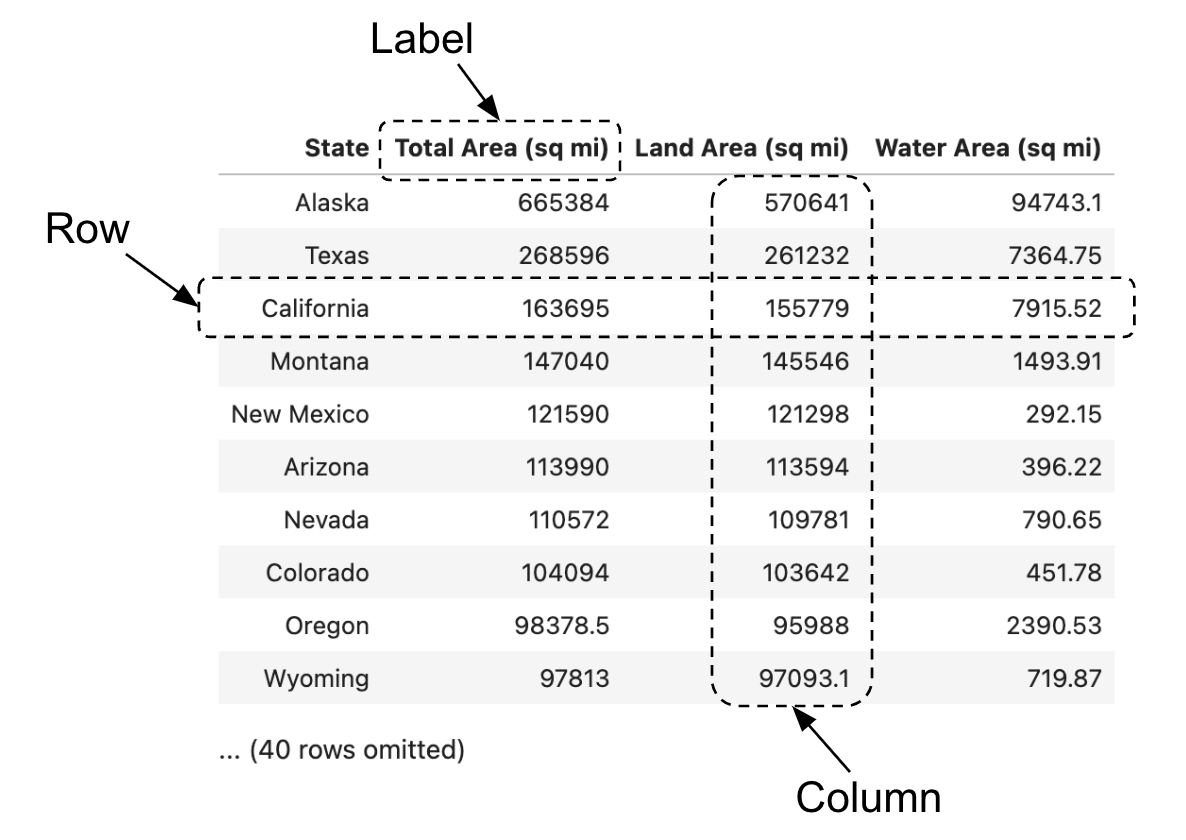 Label
State Total Area (sq mi) Land Area (sq mi) Water Area (sq mi)
Alaska 665384 570641 94743.1
Row
Texas 268596 261232 7364.75
California 163695 155779 7915.52
Montana 147040 145546 1493.91
New Mexico 121590 121298 292.15
Arizona 113990 113594 396.22
Nevada 110572 109781 790.65
Colorado 104094 103642 451.78
Oregon 98378.5 95988 2390.53
Wyoming 97813 97093.1 719.87
... (40 rows omitted)
Column